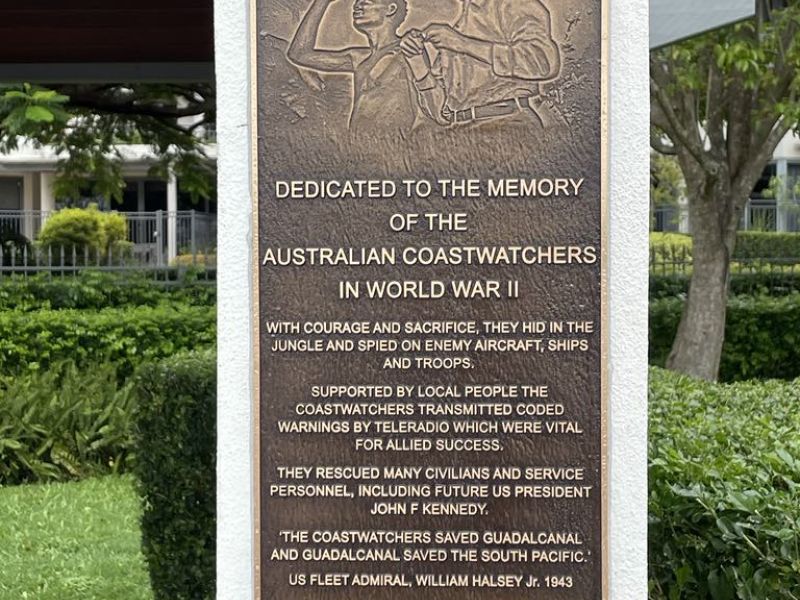 DEDICATED TO THE MEMORY
OF THE
AUSTRALIAN COASTWATCHERS
IN WORLD WAR II
WITH COURAGE AND SACRIFICE, THEY HID IN THE
JUNGLE AND SPIED ON ENEMY AIRCRAFT, SHIPS
AND TROOPS.
SUPPORTED BY LOCAL PEOPLE THE
COASTWATCHERS TRANSMITTED CODED
WARNINGS BY TELERADIO WHICH WERE VITAL
FOR ALLIED SUCCESS.
THEY RESCUED MANY CIVILIANS AND SERVICE
PERSONNEL, INCLUDING FUTURE US PRESIDENT
JOHN F KENNEDY.
'THE COASTWATCHERS SAVED GUADALCANAL
AND GUADALCANAL SAVED THE SOUTH PACIFIC.'
US FLEET ADMIRAL, WILLIAM HALSEY Jr. 1943